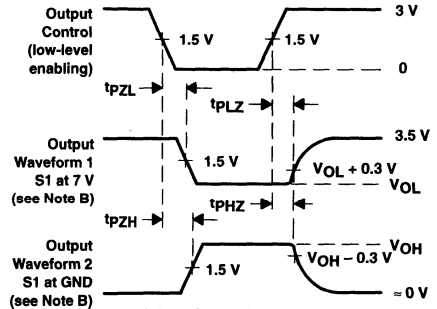 Output
Control
(low-level
enabling)
3 V
1.5 V
1.5 V
0
tPZL
tPLZ
Output
Waveform 1
S1 at 7 V
(see Note B)
3.5 V
1.5 V
VOL + 0.3 V
VOL
tPHZ
tPZH
Output
Waveform 2
S1 at GND
(see Note B)
VOH
1.5 V
VOH − 0.3 V
≈ 0 V